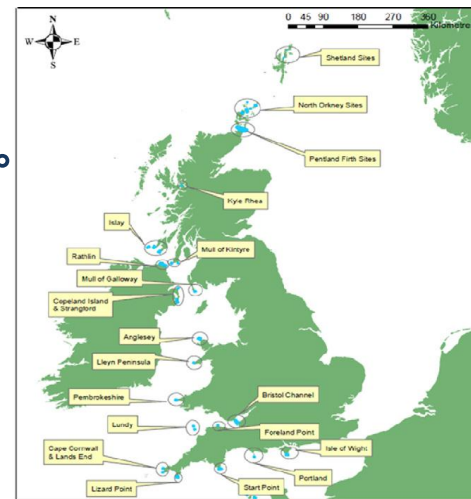 N
W E
S
0 45 90 180 270 360
Kilometre
Shetland Sites
North Orkney Sites
Pentland Firth Sites
Kyle Rhea
Islay
Mull of Kintyre
Rathlin
Mull of Galloway
Copeland Island
& Strangford
Anglesey
Lleyn Peninsula
Pembrokeshire
Bristol Channel
Lundy
Foreland Point
Cape Cornwall
& Lands End
Isle of Wight
Lizard Point
Start Point
Portland